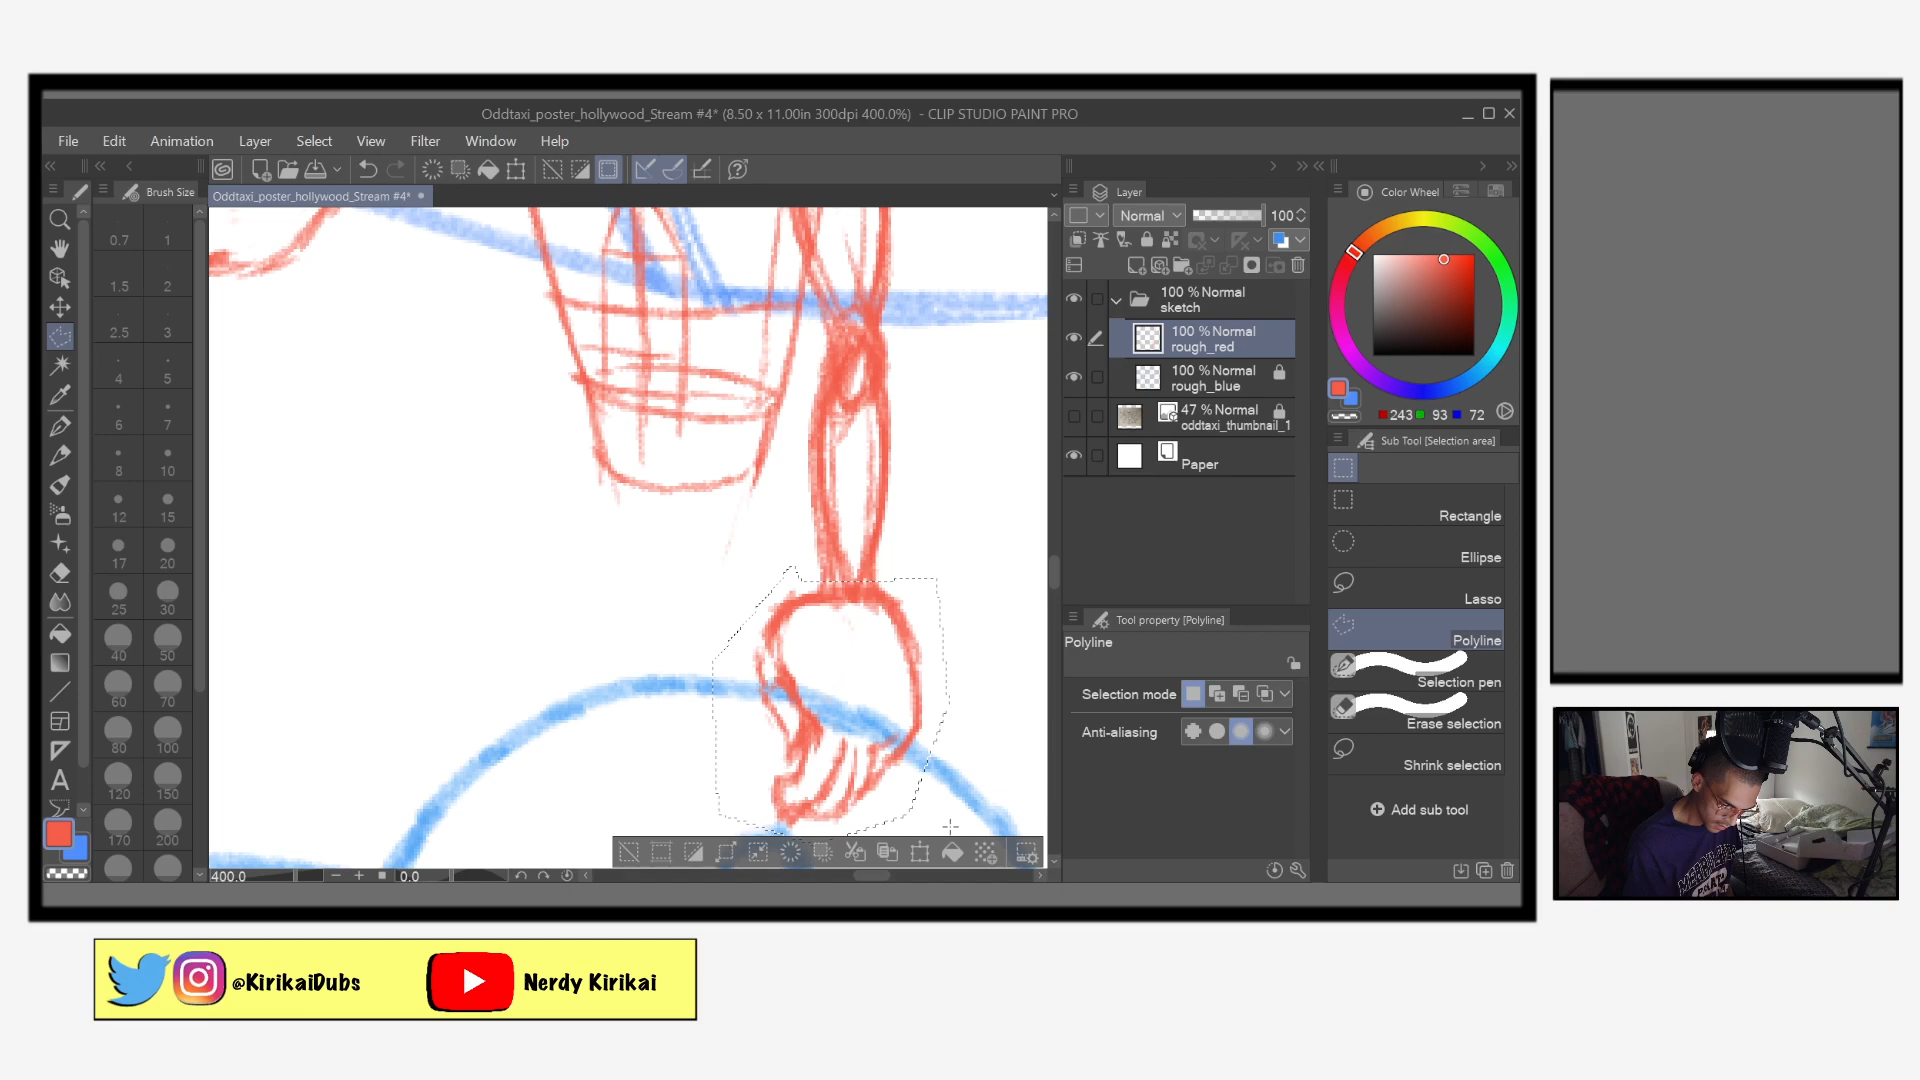 Oddtaxi_poster_hollywood_Stream #4* (8.50 x 11.00in 300dpi 400.0%)  - CLIP STUDIO PAINT PRO
File Edit Animation Layer Select View Filter Window Help
Brush Size
Oddtaxi_poster_hollywood_Stream #4*
Layer
Color Wheel
Normal 100
0.7 1
1.5 2
2.5 3
4 5
6 7
8 10
12 15
17 20
25 30
40 50
60 70
80 100
120 150
170 200
100 % Normal
sketch
100 % Normal
rough_red
100 % Normal
rough_blue
47 % Normal
oddtaxi_thumbnail_1
Paper
243 93 72
Sub Tool [Selection area]
Rectangle
Ellipse
Lasso
Polyline
Selection pen
Erase selection
Shrink selection
Add sub tool
Tool property [Polyline]
Polyline
Selection mode
Anti-aliasing
A
400.0 0.0
@KirikaiDubs Nerdy Kirikai